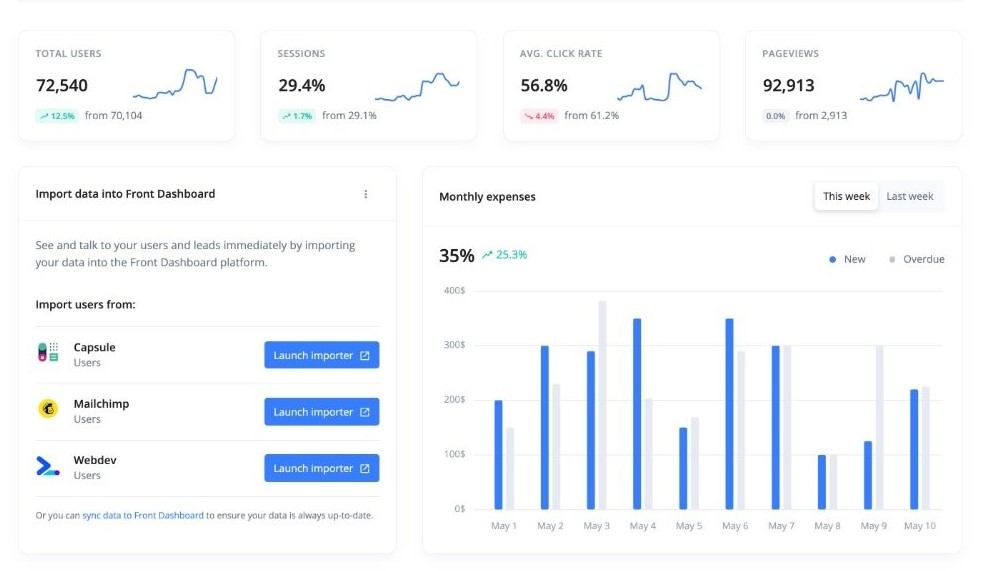 TOTAL USERS
72,540
12.5% from 70,104
SESSIONS
29.4%
1.7% from 29.1%
AVG. CLICK RATE
56.8%
4.4% from 61.2%
PAGEVIEWS
92,913
0.0% from 2,913
Import data into Front Dashboard
See and talk to your users and leads immediately by importing
your data into the Front Dashboard platform.
Import users from:
Capsule
Users
Launch importer
Mailchimp
Users
Launch importer
Webdev
Users
Launch importer
Or you can sync data to Front Dashboard to ensure your data is always up-to-date.
Monthly expenses
This week Last week
35% 25.3%
New Overdue
400$
300$
200$
100$
0$
May 1 May 2 May 3 May 4 May 5 May 6 May 7 May 8 May 9 May 10